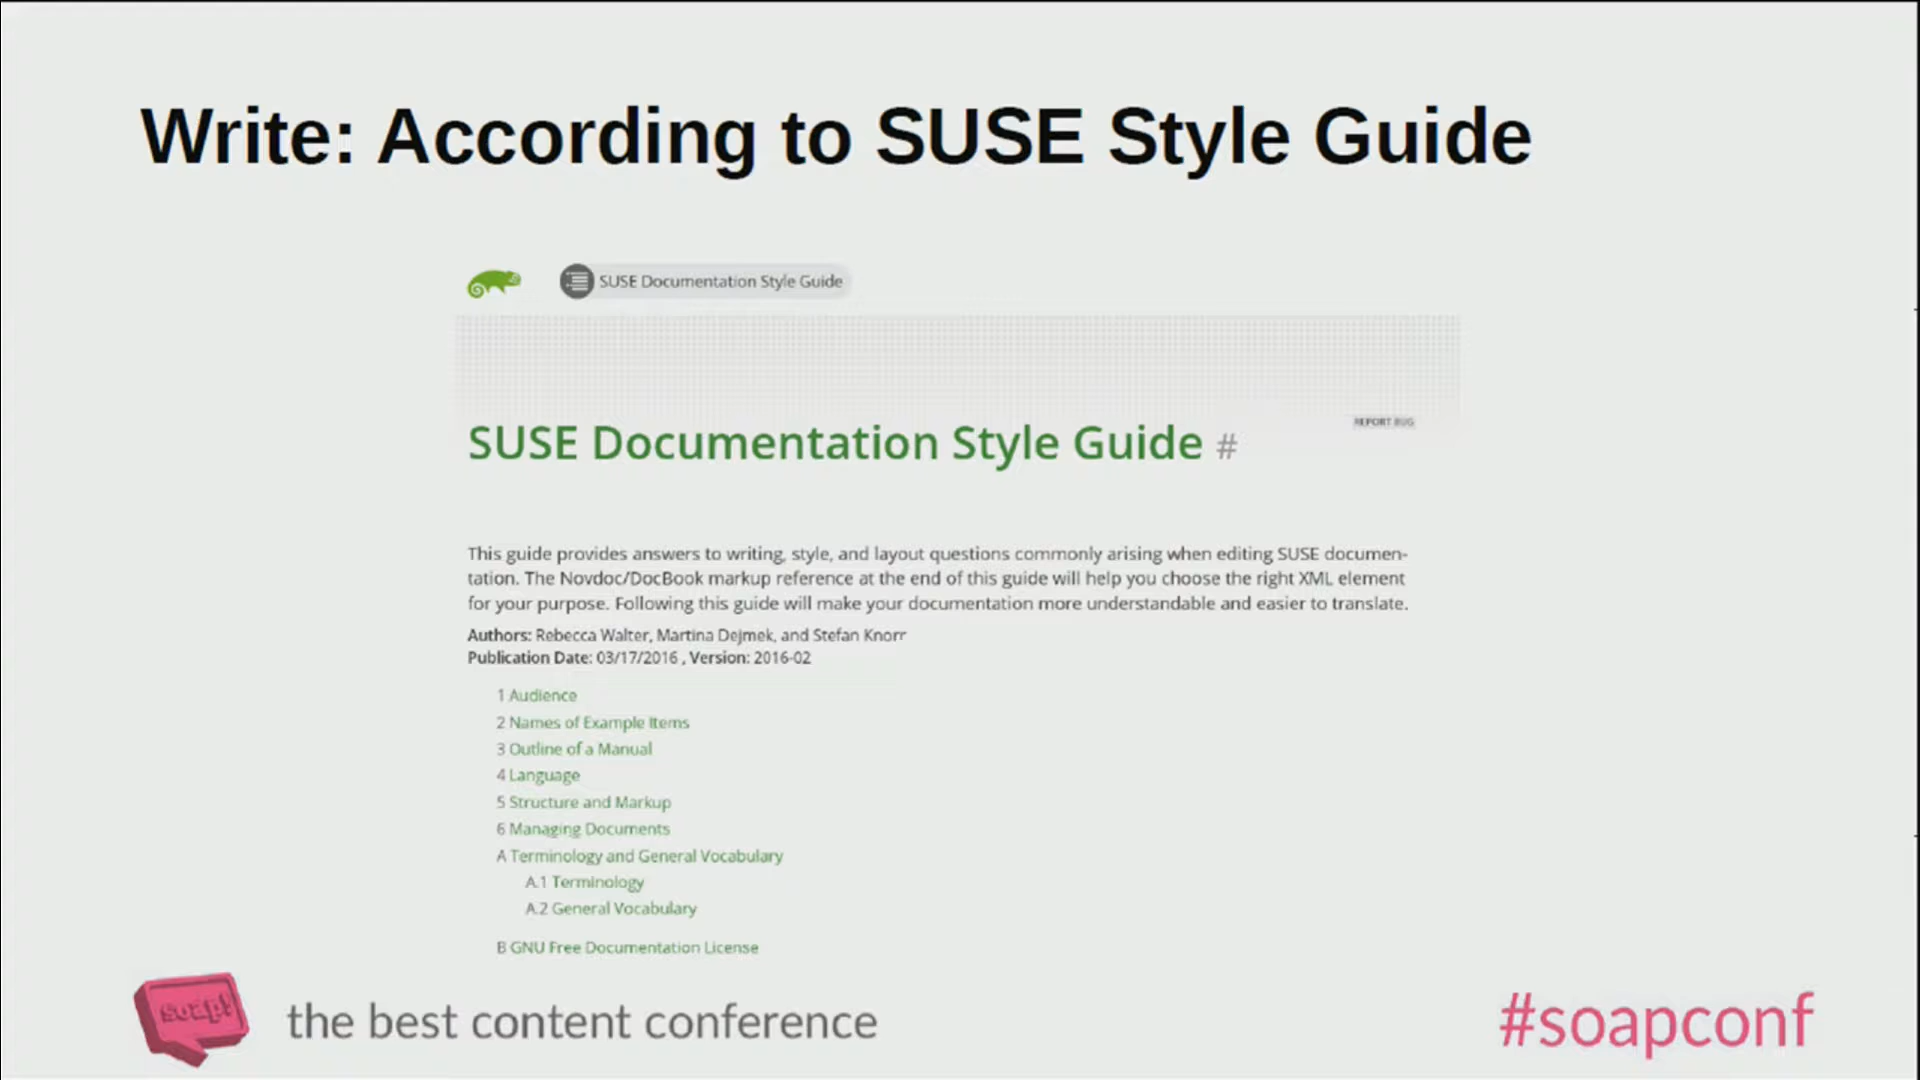 Write: According to SUSE Style Guide
SUSE Documentation Style Guide
REPORT BUG
SUSE Documentation Style Guide #
This guide provides answers to writing, style, and layout questions commonly arising when editing SUSE documen-
tation. The Novdoc/DocBook markup reference at the end of this guide will help you choose the right XML element
for your purpose. Following this guide will make your documentation more understandable and easier to translate.
Authors: Rebecca Walter, Martina Dejmek, and Stefan Knorr
Publication Date: 03/17/2016 , Version: 2016-02
1 Audience
2 Names of Example Items
3 Outline of a Manual
4 Language
5 Structure and Markup
6 Managing Documents
A Terminology and General Vocabulary
A.1 Terminology
A.2 General Vocabulary
B GNU Free Documentation License
soap!
the best content conference
#soapconf